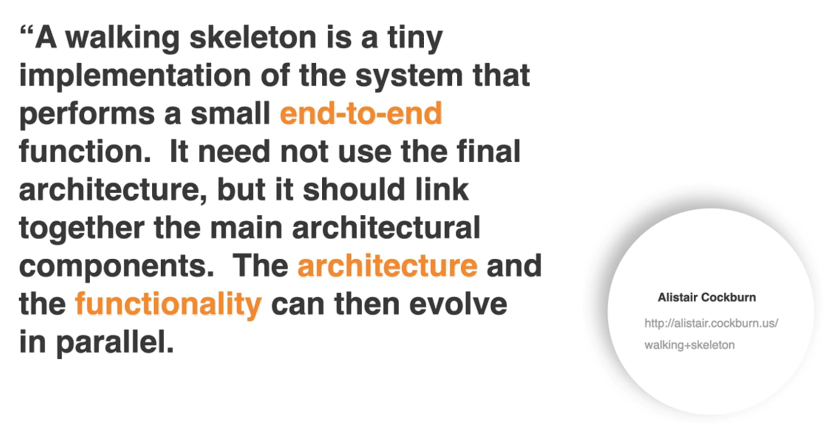 “A walking skeleton is a tiny
implementation of the system that
performs a small end-to-end
function.  It need not use the final
architecture, but it should link
together the main architectural
components.  The architecture and
the functionality can then evolve
in parallel.
Alistair Cockburn
http://alistair.cockburn.us/
walking+skeleton